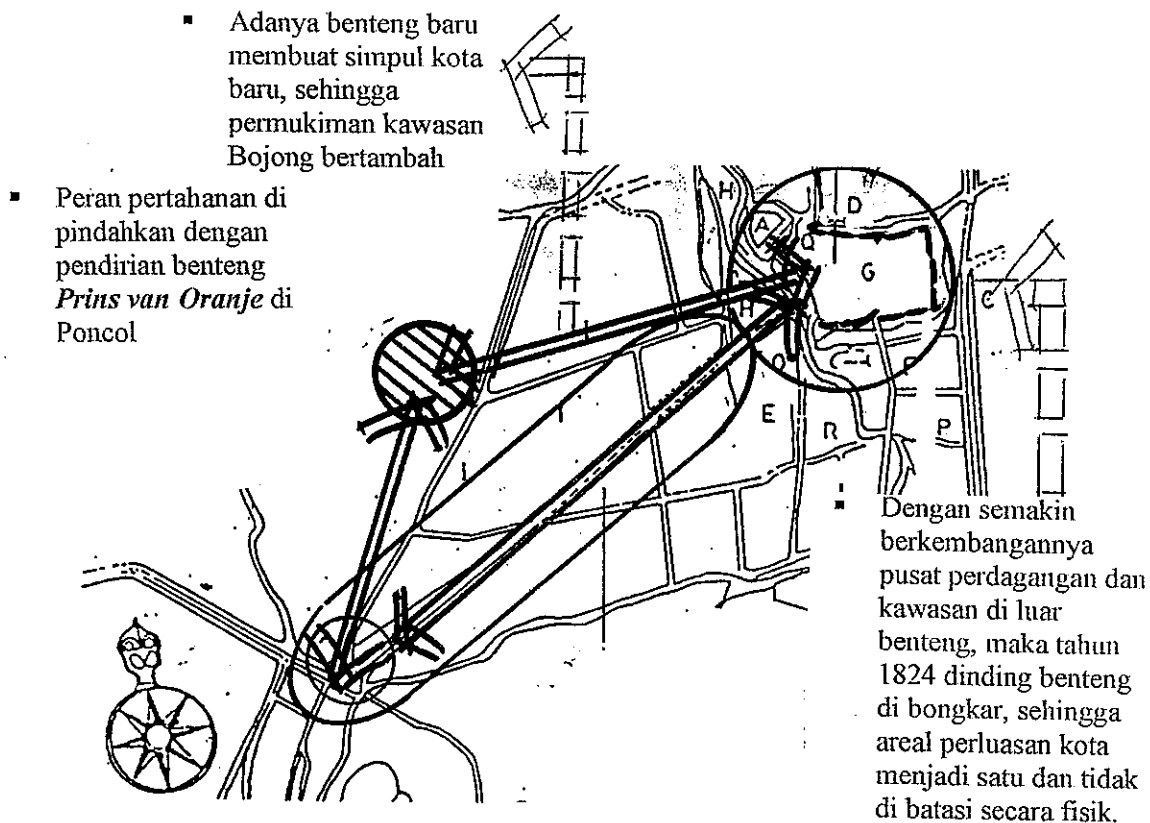 ▪ Adanya benteng baru
membuat simpul kota
baru, sehingga
permukiman kawasan
Bojong bertambah
▪ Peran pertahanan di
pindahkan dengan
pendirian benteng
Prins van Oranje di
Poncol
H
D
A
Q
G
H
C
E
R
P
▪ Dengan semakin
berkembangannya
pusat perdagangan dan
kawasan di luar
benteng, maka tahun
1824 dinding benteng
di bongkar, sehingga
areal perluasan kota
menjadi satu dan tidak
di batasi secara fisik.